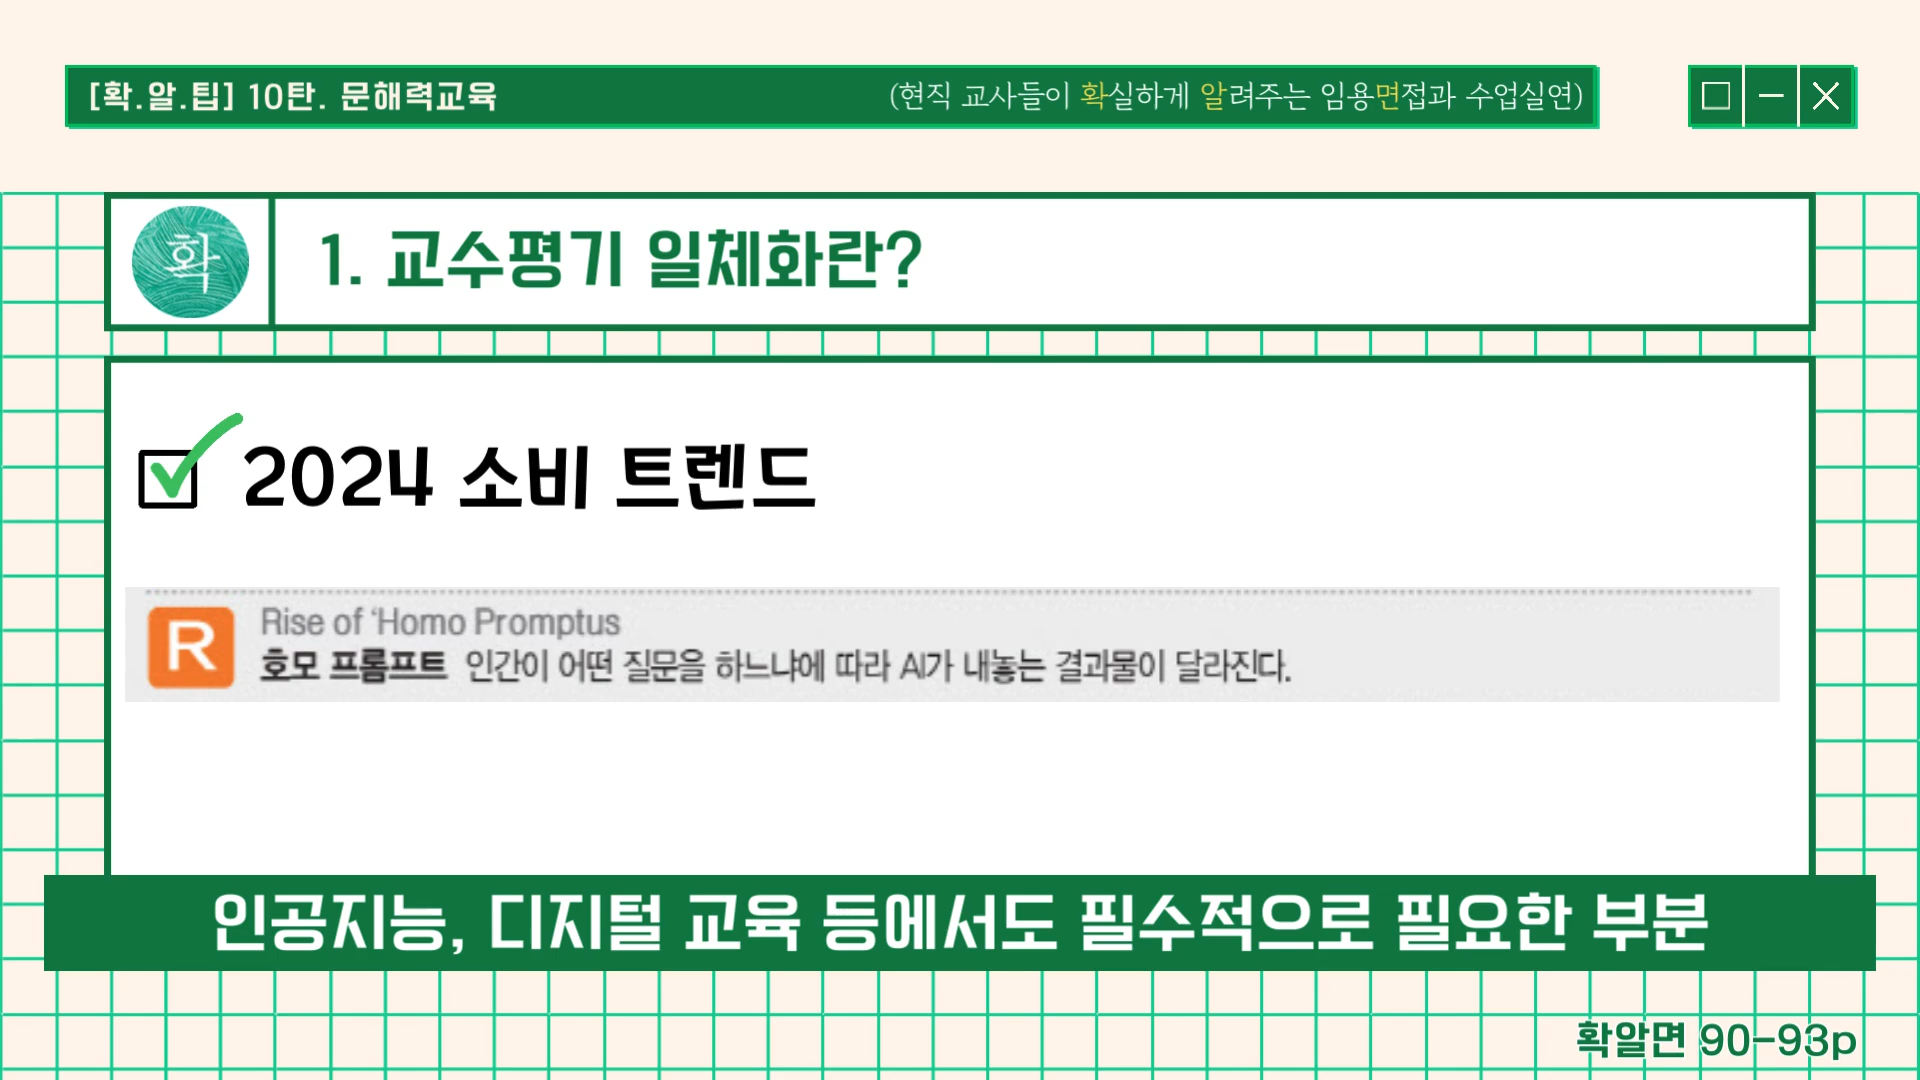 [확.알.팁] 10탄. 문해력교육
(현직 교사들이 확실하게 알려주는 임용면접과 수업실연)
확
1. 교수평기 일체화란?
2024 소비 트렌드
R
Rise of ‘Homo Promptus
호모 프롬프트 인간이 어떤 질문을 하느냐에 따라 AI가 내놓는 결과물이 달라진다.
인공지능, 디지털 교육 등에서도 필수적으로 필요한 부분
확알면 90-93p